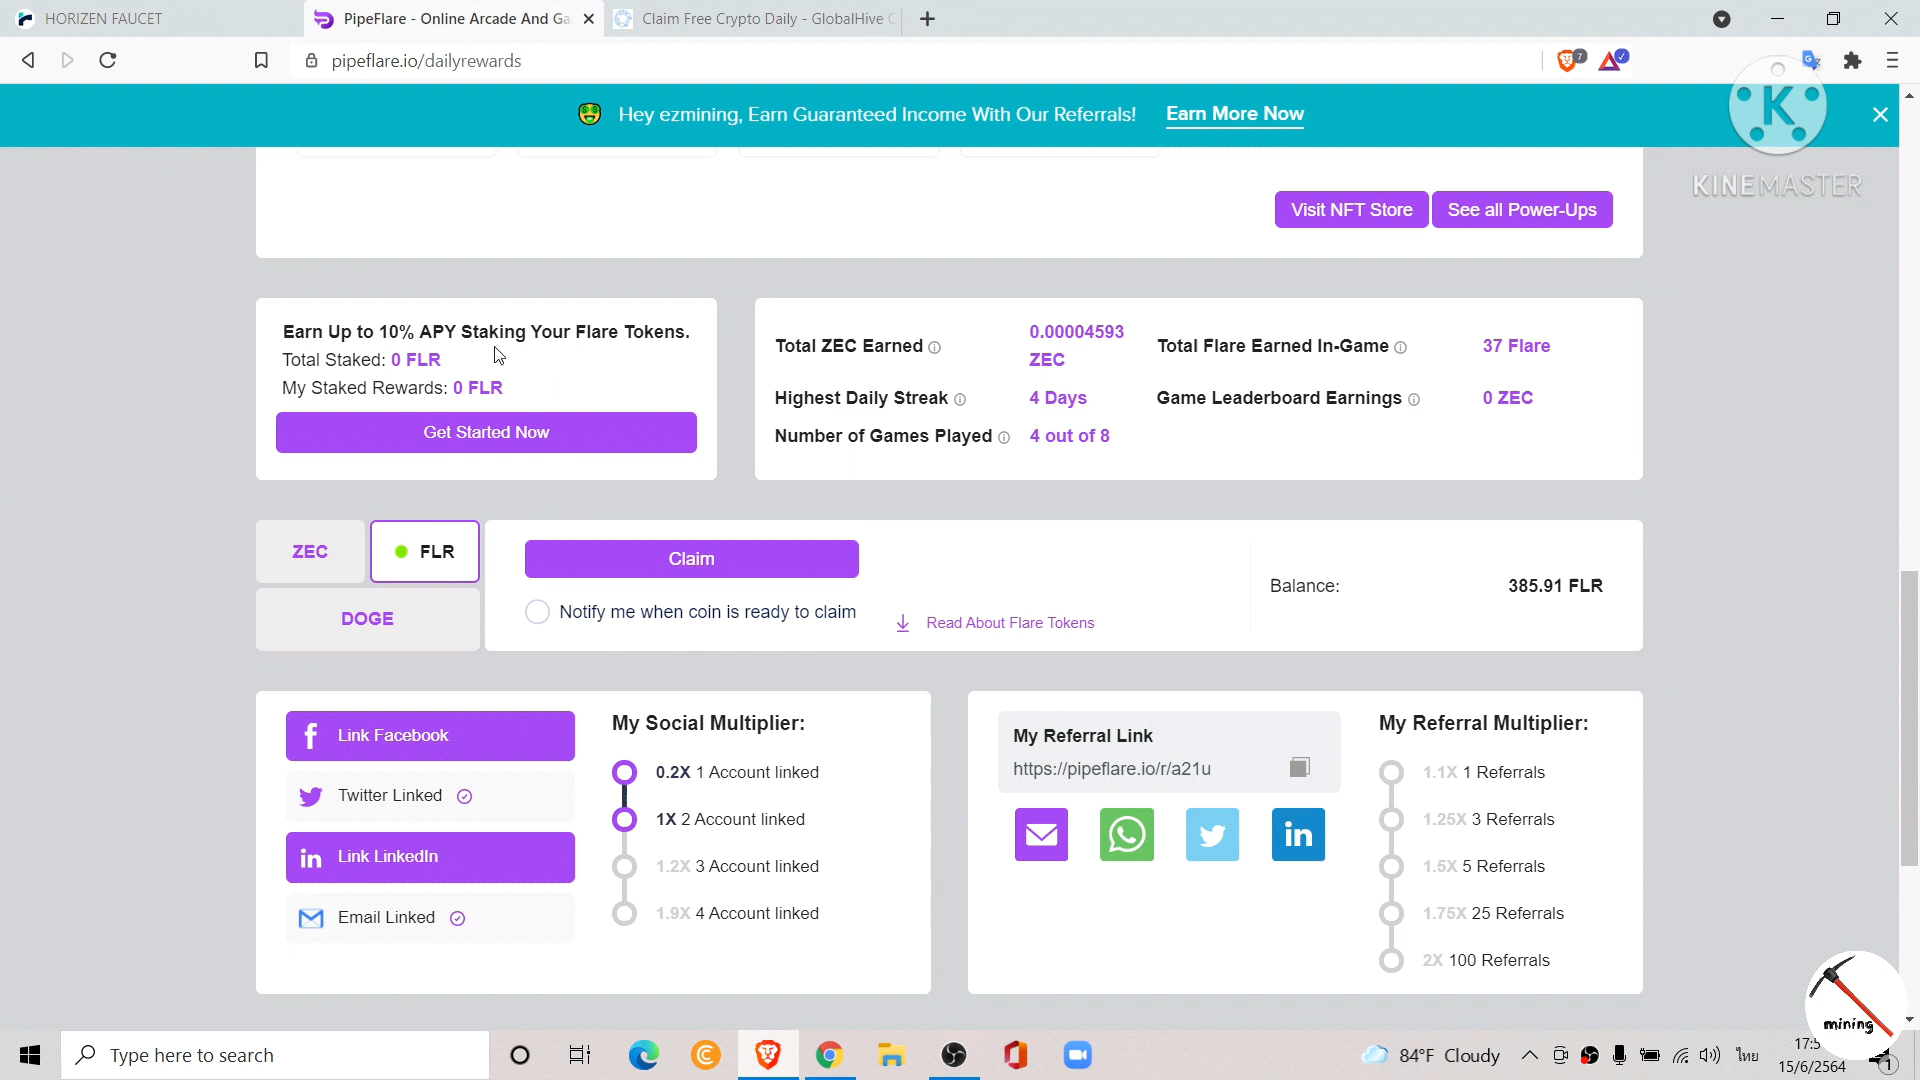 HORIZEN FAUCET
PipeFlare - Online Arcade And Ga
Claim Free Crypto Daily - GlobalHive C
pipeflare.io/dailyrewards
7
Hey ezmining, Earn Guaranteed Income With Our Referrals! Earn More Now
K
KINEMASTER
Visit NFT Store
See all Power-Ups
Earn Up to 10% APY Staking Your Flare Tokens.
Total Staked: 0 FLR
My Staked Rewards: 0 FLR
Get Started Now
Total ZEC Earned 0.00004593 ZEC
Total Flare Earned In-Game 37 Flare
Highest Daily Streak 4 Days
Game Leaderboard Earnings 0 ZEC
Number of Games Played 4 out of 8
ZEC
FLR
DOGE
Claim
Notify me when coin is ready to claim
Read About Flare Tokens
Balance: 385.91 FLR
Link Facebook
Twitter Linked
Link LinkedIn
Email Linked
My Social Multiplier:
0.2X 1 Account linked
1X 2 Account linked
1.2X 3 Account linked
1.9X 4 Account linked
My Referral Link
https://pipeflare.io/r/a21u
My Referral Multiplier:
1.1X 1 Referrals
1.25X 3 Referrals
1.5X 5 Referrals
1.75X 25 Referrals
2X 100 Referrals
mining
Type here to search
84°F Cloudy
ไทย
17:5
15/6/2564
1